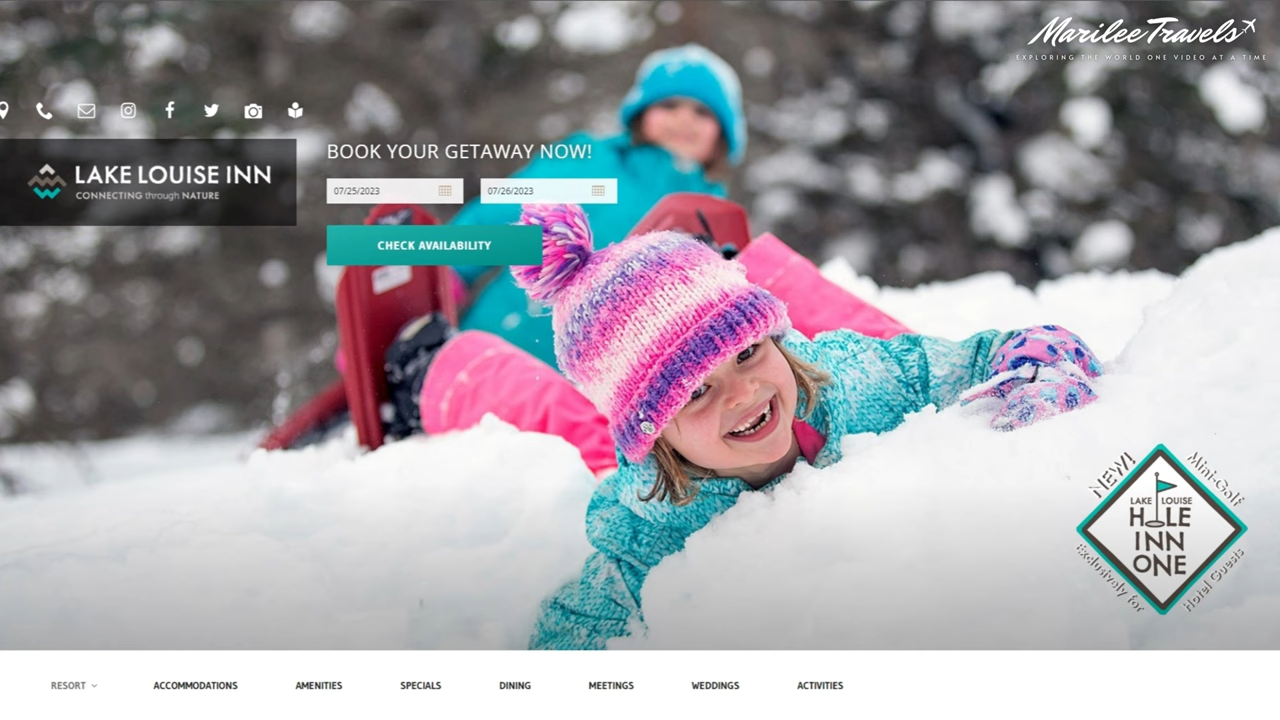 Marilee Travels
EXPLORING THE WORLD ONE VIDEO AT A TIME
LAKE LOUISE INN
CONNECTING through NATURE
BOOK YOUR GETAWAY NOW!
07/25/2023
07/26/2023
CHECK AVAILABILITY
NEW!
Mini-Golf
LAKE LOUISE
HOLE
INN
ONE
Exclusively for
Hotel Guests
RESORT ACCOMMODATIONS AMENITIES SPECIALS DINING MEETINGS WEDDINGS ACTIVITIES